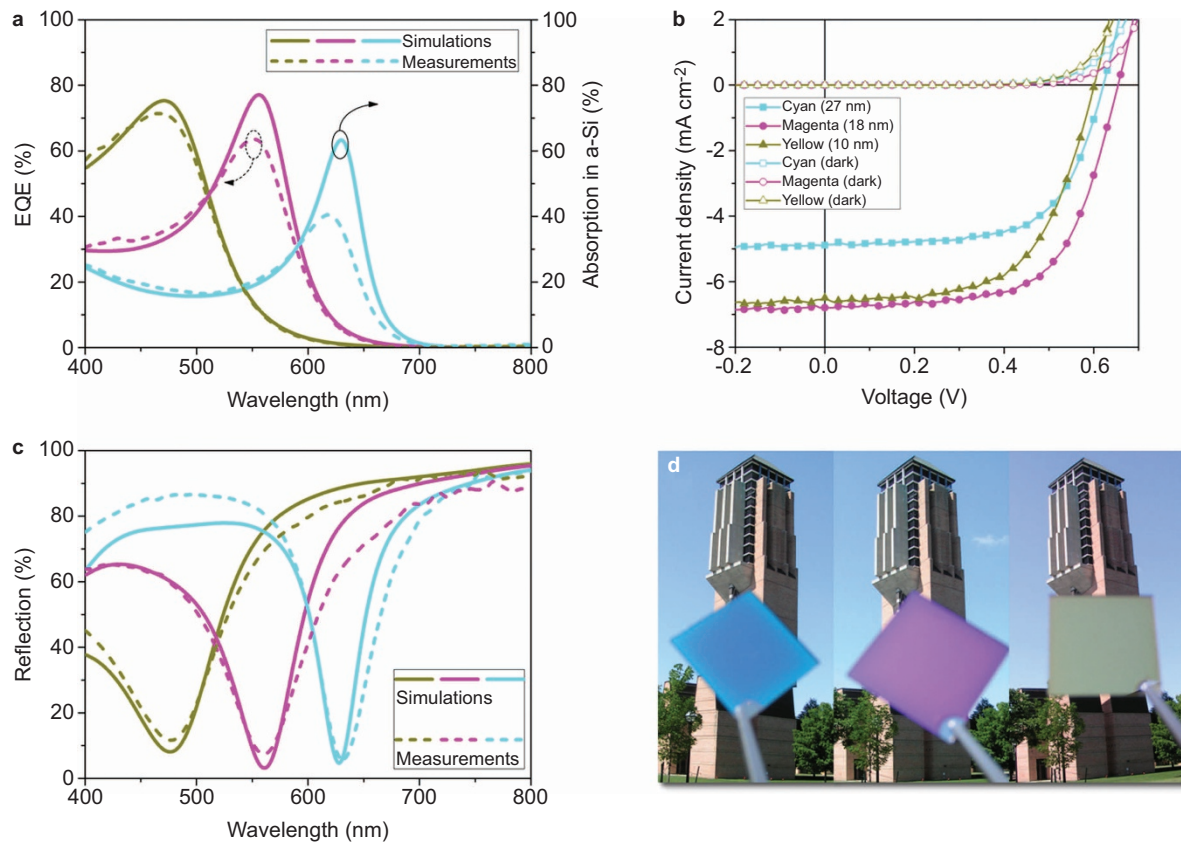 a
100
80
60
40
20
0
EQE (%)
Simulations
Measurements
100
80
60
40
20
0
Absorption in a-Si (%)
400 500 600 700 800
Wavelength (nm)
b
2
0
-2
-4
-6
-8
Current density (mA cm-2)
Cyan (27 nm)
Magenta (18 nm)
Yellow (10 nm)
Cyan (dark)
Magenta (dark)
Yellow (dark)
-0.2 0.0 0.2 0.4 0.6
Voltage (V)
c
100
80
60
40
20
0
Reflection (%)
Simulations
Measurements
400 500 600 700 800
Wavelength (nm)
d